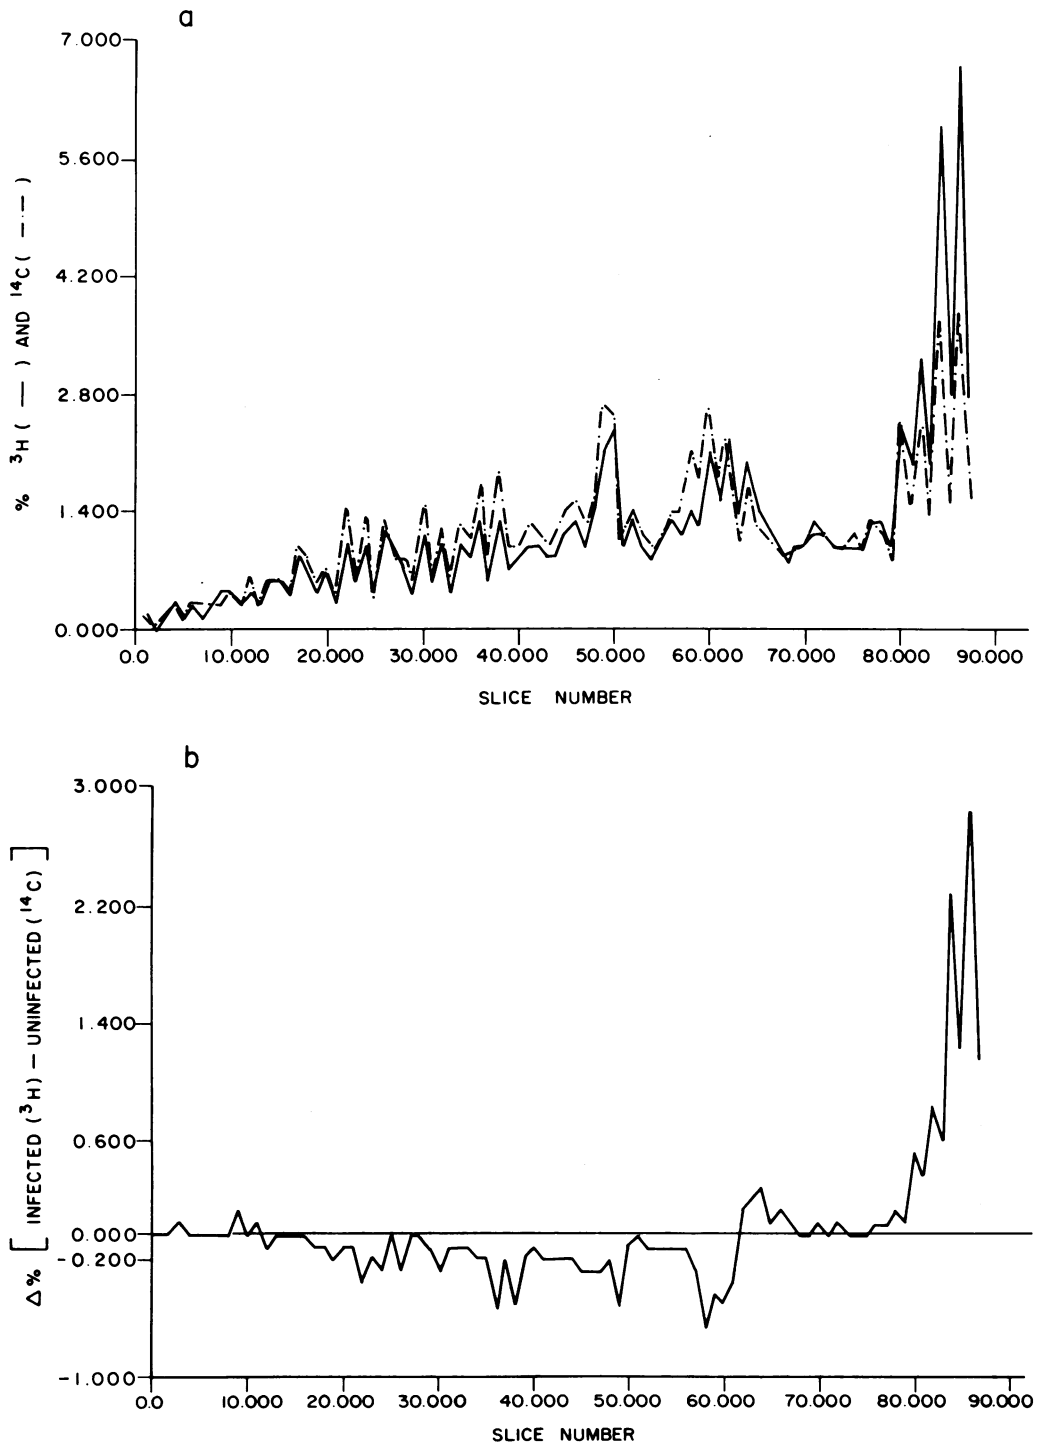 a
7.000
5.600
4.200
2.800
1.400
0.000
% ³H ( — ) AND ¹⁴C ( —·— )
0.0 10.000 20.000 30.000 40.000 50.000 60.000 70.000 80.000 90.000
SLICE NUMBER
b
3.000
2.200
1.400
0.600
0.000
-0.200
-1.000
Δ% [ INFECTED (³H) — UNINFECTED (¹⁴C) ]
0.0 10.000 20.000 30.000 40.000 50.000 60.000 70.000 80.000 90.000
SLICE NUMBER